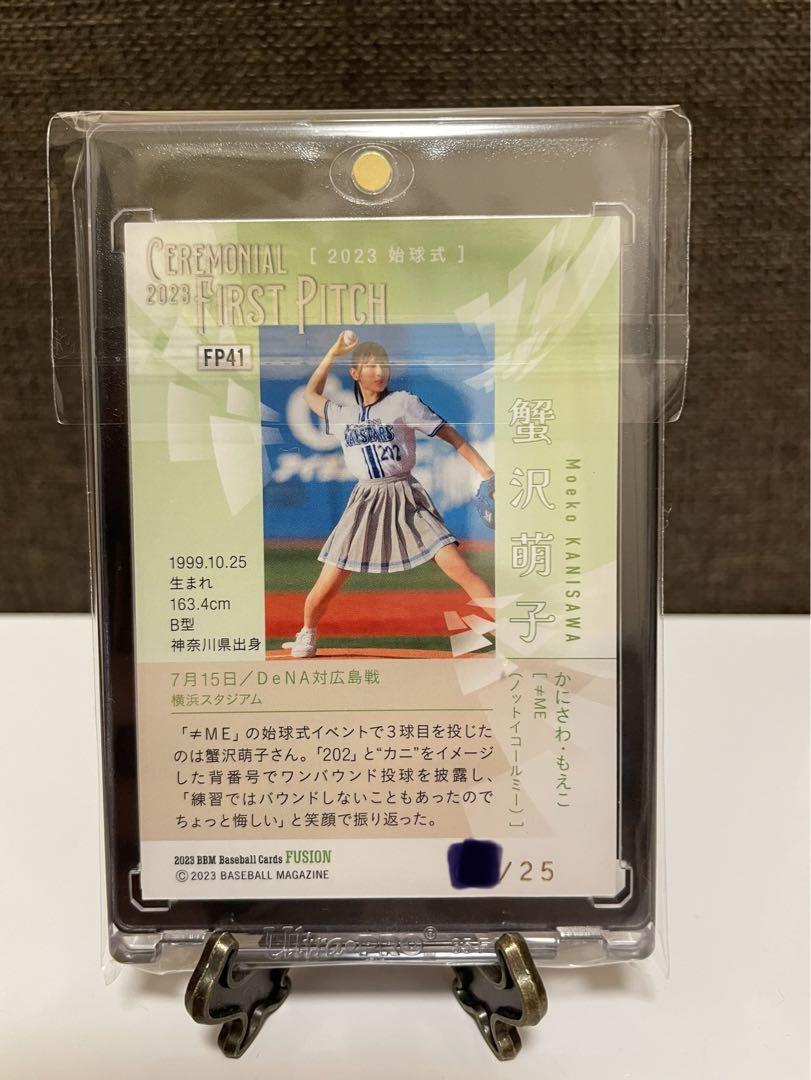 CEREMONIAL
2023 FIRST PITCH
[ 2023 始球式 ]
FP41
BAYSTARS
202
蟹沢萌子
Moeko KANISAWA
かにさわ・もえこ
[≠ME
(ノットイコールミー)]
1999.10.25
生まれ
163.4cm
B型
神奈川県出身
7月15日/DeNA対広島戦
横浜スタジアム
「≠ME」の始球式イベントで3球目を投じた
のは蟹沢萌子さん。「202」と“カニ”をイメージ
した背番号でワンバウンド投球を披露し、
「練習ではバウンドしないこともあったので
ちょっと悔しい」と笑顔で振り返った。
2023 BBM Baseball Cards FUSION
© 2023 BASEBALL MAGAZINE
/25
Ultra PRO®